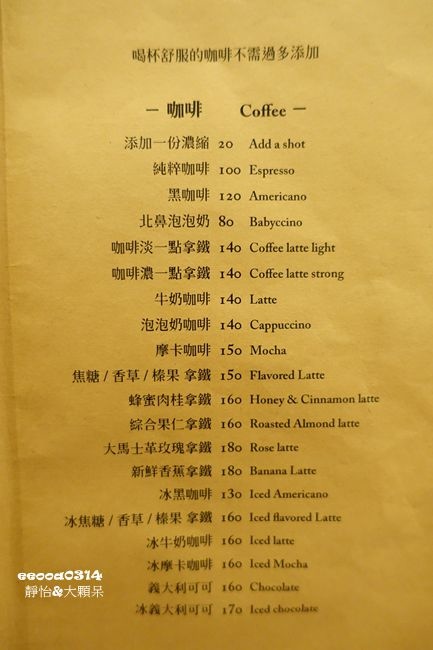 喝杯舒服的咖啡不需過多添加
— 咖啡 Coffee —
添加一份濃縮 20 Add a shot
純粹咖啡 100 Espresso
黑咖啡 120 Americano
北鼻泡泡奶 80 Babyccino
咖啡淡一點拿鐵 140 Coffee latte light
咖啡濃一點拿鐵 140 Coffee latte strong
牛奶咖啡 140 Latte
泡泡奶咖啡 140 Cappuccino
摩卡咖啡 150 Mocha
焦糖 / 香草 / 榛果 拿鐵 150 Flavored Latte
蜂蜜肉桂拿鐵 160 Honey & Cinnamon latte
綜合果仁拿鐵 160 Roasted Almond latte
大馬士革玫瑰拿鐵 180 Rose latte
新鮮香蕉拿鐵 180 Banana Latte
冰黑咖啡 130 Iced Americano
冰焦糖 / 香草 / 榛果 拿鐵 160 Iced flavored Latte
冰牛奶咖啡 160 Iced latte
冰摩卡咖啡 160 Iced Mocha
義大利可可 160 Chocolate
冰義大利可可 170 Iced chocolate
eeood0314
靜怡&大顆呆